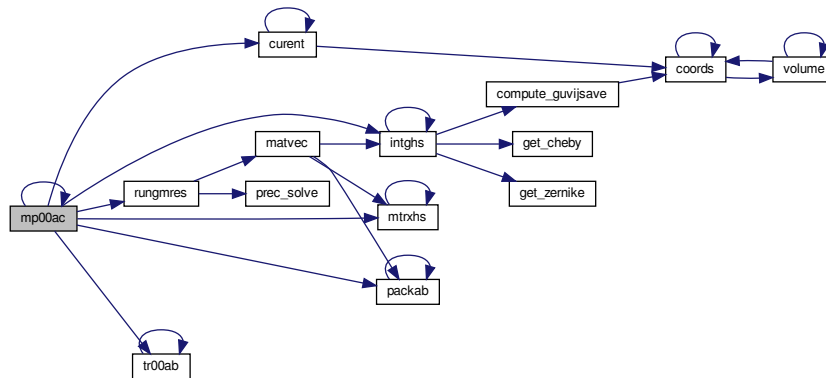 curent
coords
volume
compute_guvijsave
matvec
intghs
get_cheby
rungmres
prec_solve
get_zernike
mp00ac
mtrxhs
packab
tr00ab